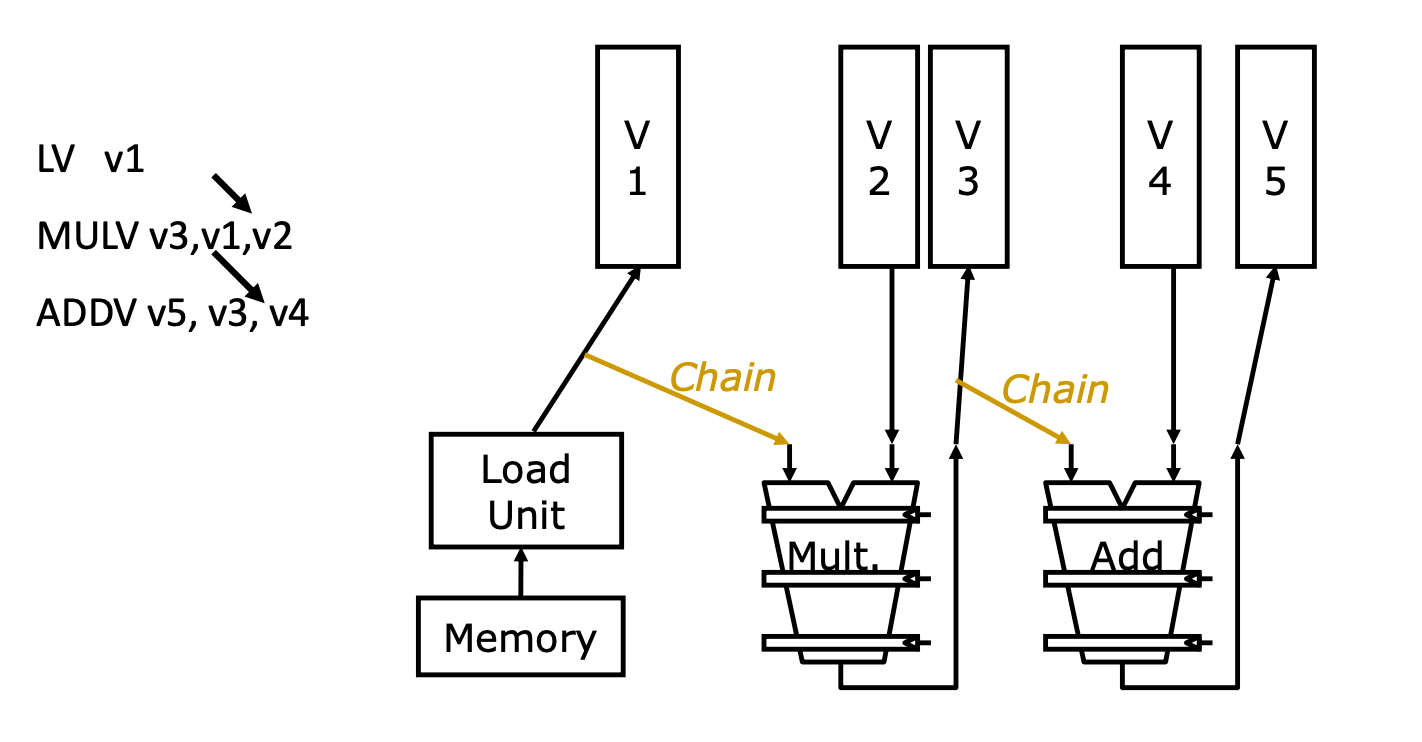 LV v1
MULV v3,v1,v2
ADDV v5, v3, v4
V
1
V
2
V
3
V
4
V
5
Chain
Chain
Load
Unit
Mult.
Add
Memory